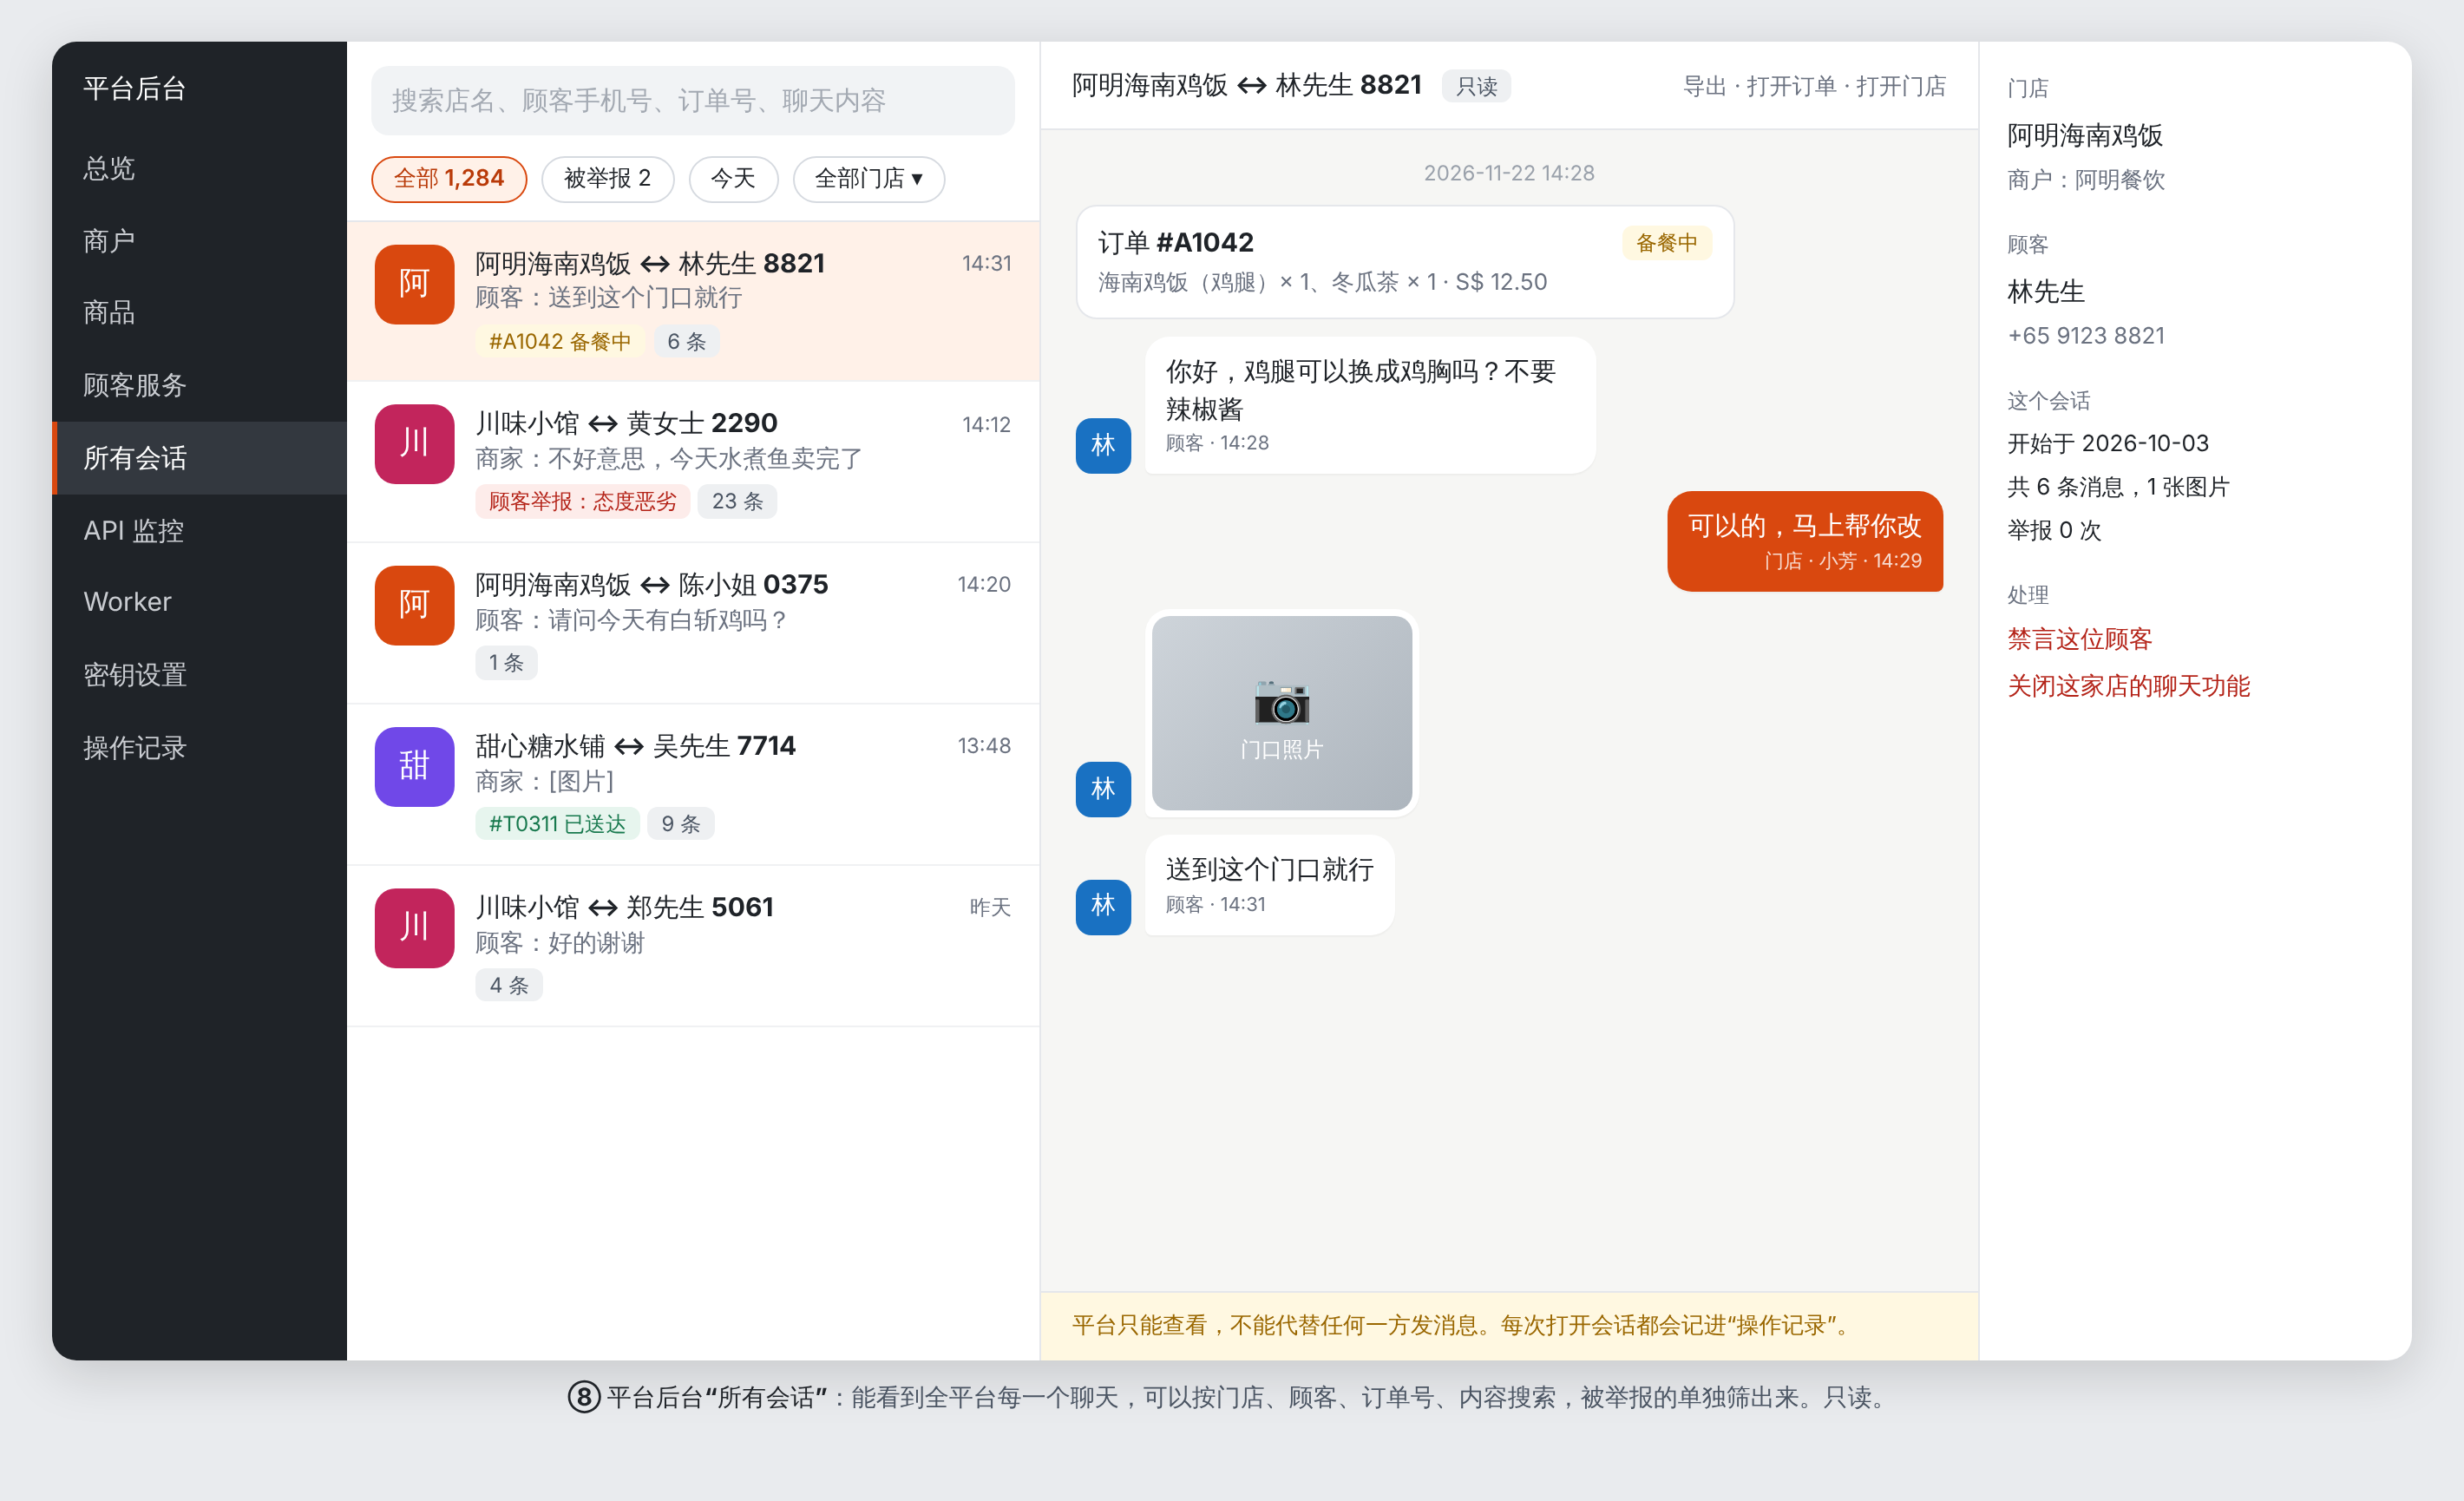 平台后台
总览
商户
商品
顾客服务
所有会话
API 监控
Worker
密钥设置
操作记录
搜索店名、顾客手机号、订单号、聊天内容
全部 1,284
被举报 2
今天
全部门店 ▾
阿
阿明海南鸡饭 ↔ 林先生 8821
14:31
顾客：送到这个门口就行
#A1042 备餐中
6 条
川
川味小馆 ↔ 黄女士 2290
14:12
商家：不好意思，今天水煮鱼卖完了
顾客举报：态度恶劣
23 条
阿
阿明海南鸡饭 ↔ 陈小姐 0375
14:20
顾客：请问今天有白斩鸡吗？
1 条
甜
甜心糖水铺 ↔ 吴先生 7714
13:48
商家：[图片]
#T0311 已送达
9 条
川
川味小馆 ↔ 郑先生 5061
昨天
顾客：好的谢谢
4 条
阿明海南鸡饭 ↔ 林先生 8821
只读
导出 · 打开订单 · 打开门店
2026-11-22 14:28
订单 #A1042
备餐中
海南鸡饭（鸡腿）× 1、冬瓜茶 × 1 · S$ 12.50
你好，鸡腿可以换成鸡胸吗？不要
辣椒酱
顾客 · 14:28
林
可以的，马上帮你改
门店 · 小芳 · 14:29
门口照片
林
送到这个门口就行
顾客 · 14:31
林
平台只能查看，不能代替任何一方发消息。每次打开会话都会记进“操作记录”。
门店
阿明海南鸡饭
商户：阿明餐饮
顾客
林先生
+65 9123 8821
这个会话
开始于 2026-10-03
共 6 条消息，1 张图片
举报 0 次
处理
禁言这位顾客
关闭这家店的聊天功能
⑧ 平台后台“所有会话”：能看到全平台每一个聊天，可以按门店、顾客、订单号、内容搜索，被举报的单独筛出来。只读。